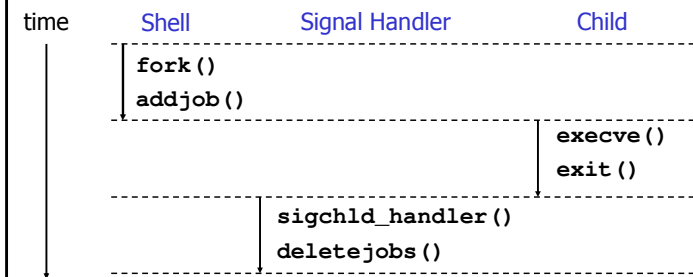 time Shell Signal Handler Child
fork()
addjob()
execve()
exit()
sigchld_handler()
deletejobs()